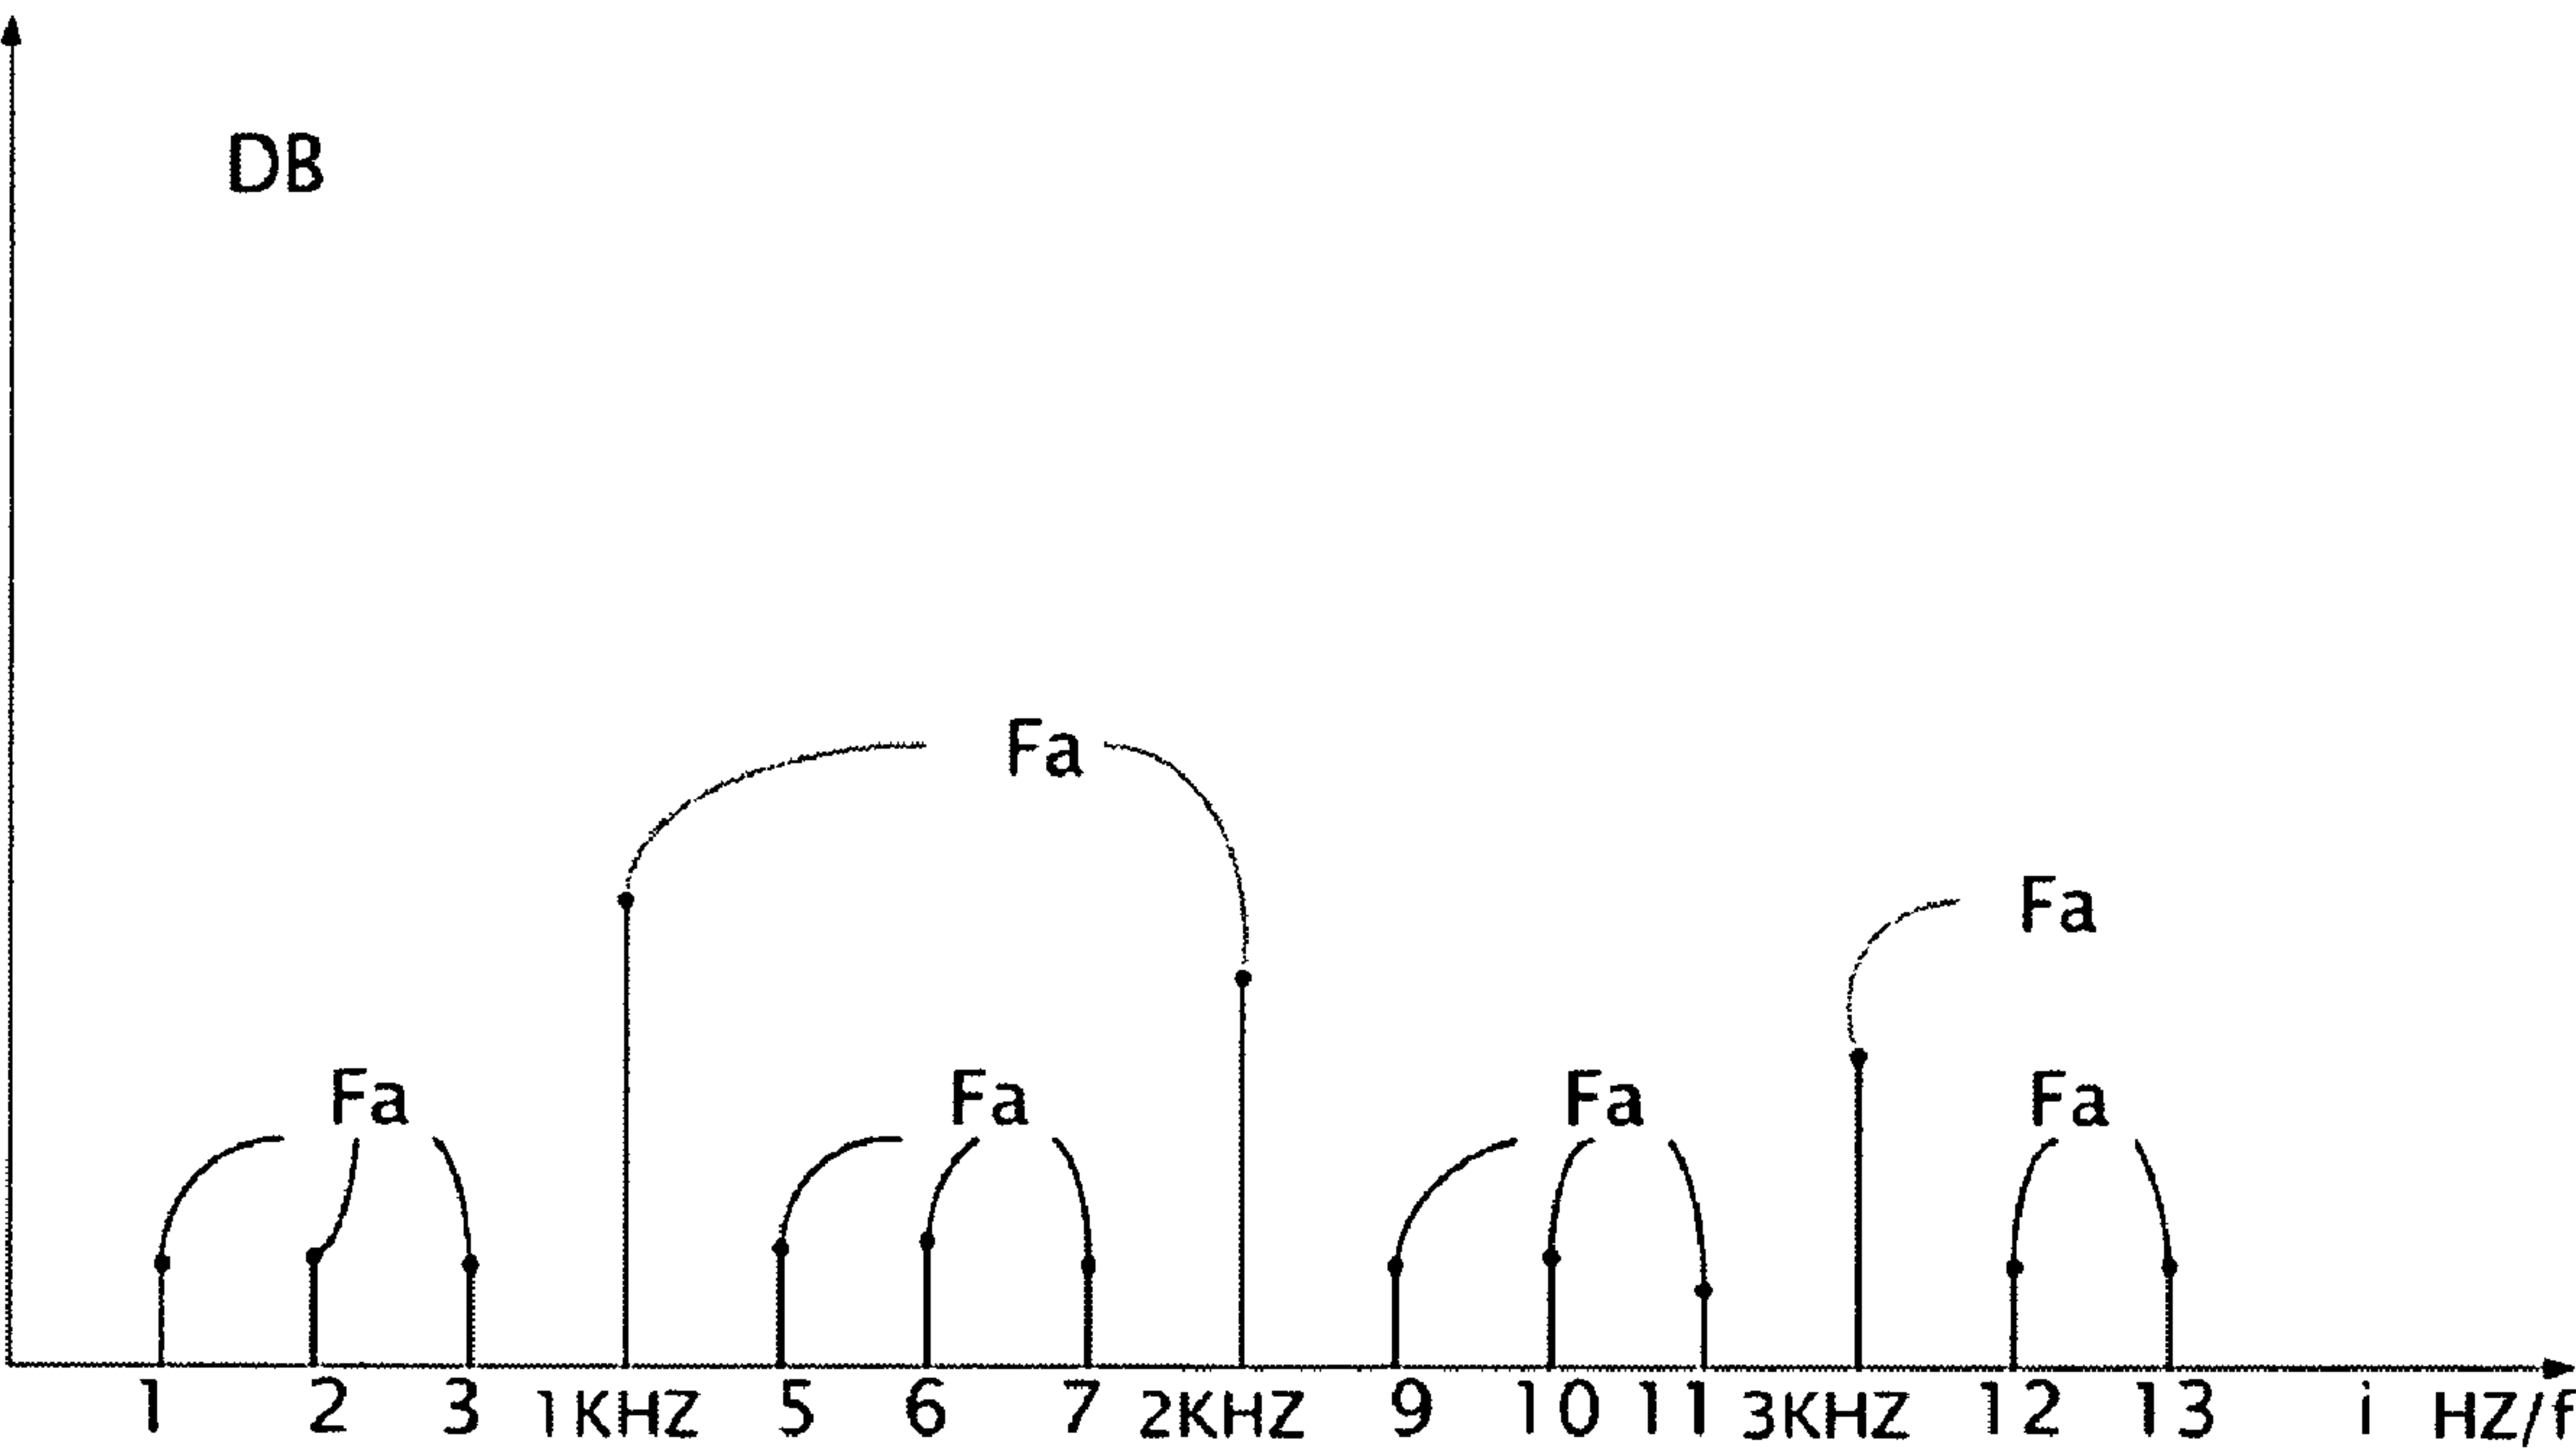 DB
Fa
Fa
Fa Fa Fa Fa
1 2 3 1KHZ 5 6 7 2KHZ 9 10 11 3KHZ 12 13 i HZ/f